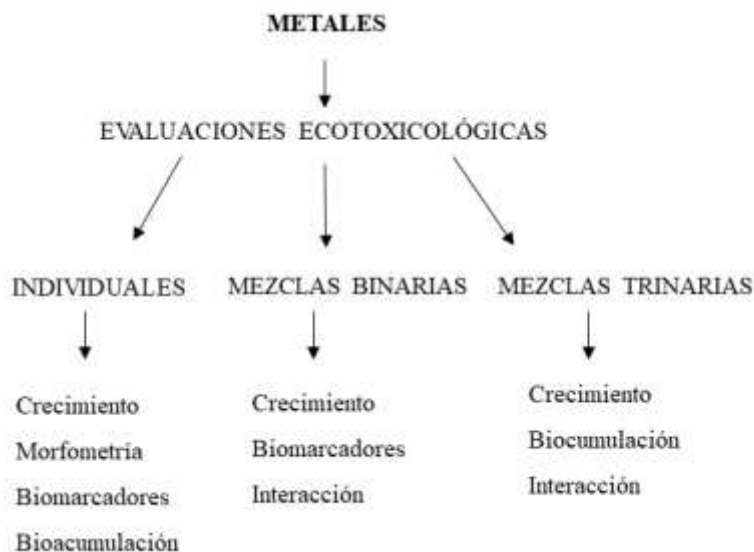 METALES
EVALUACIONES ECOTOXICOLÓGICAS
INDIVIDUALES
Crecimiento
Morfometría
Biomarcadores
Bioacumulación
MEZCLAS BINARIAS
Crecimiento
Biomarcadores
Interacción
MEZCLAS TRINARIAS
Crecimiento
Biocumulación
Interacción